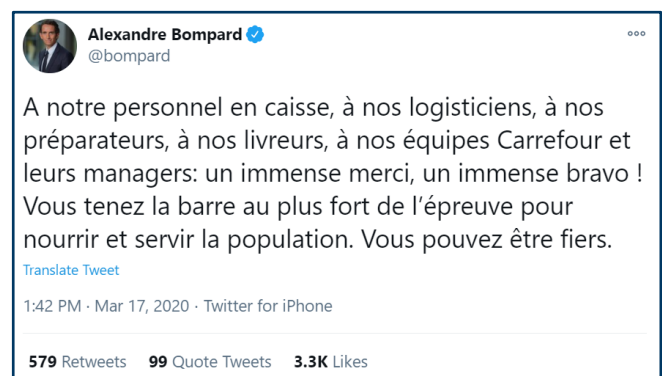 Alexandre Bompard
@bompard
A notre personnel en caisse, à nos logisticiens, à nos
préparateurs, à nos livreurs, à nos équipes Carrefour et
leurs managers: un immense merci, un immense bravo !
Vous tenez la barre au plus fort de l’épreuve pour
nourrir et servir la population. Vous pouvez être fiers.
Translate Tweet
1:42 PM · Mar 17, 2020 · Twitter for iPhone
579 Retweets 99 Quote Tweets 3.3K Likes